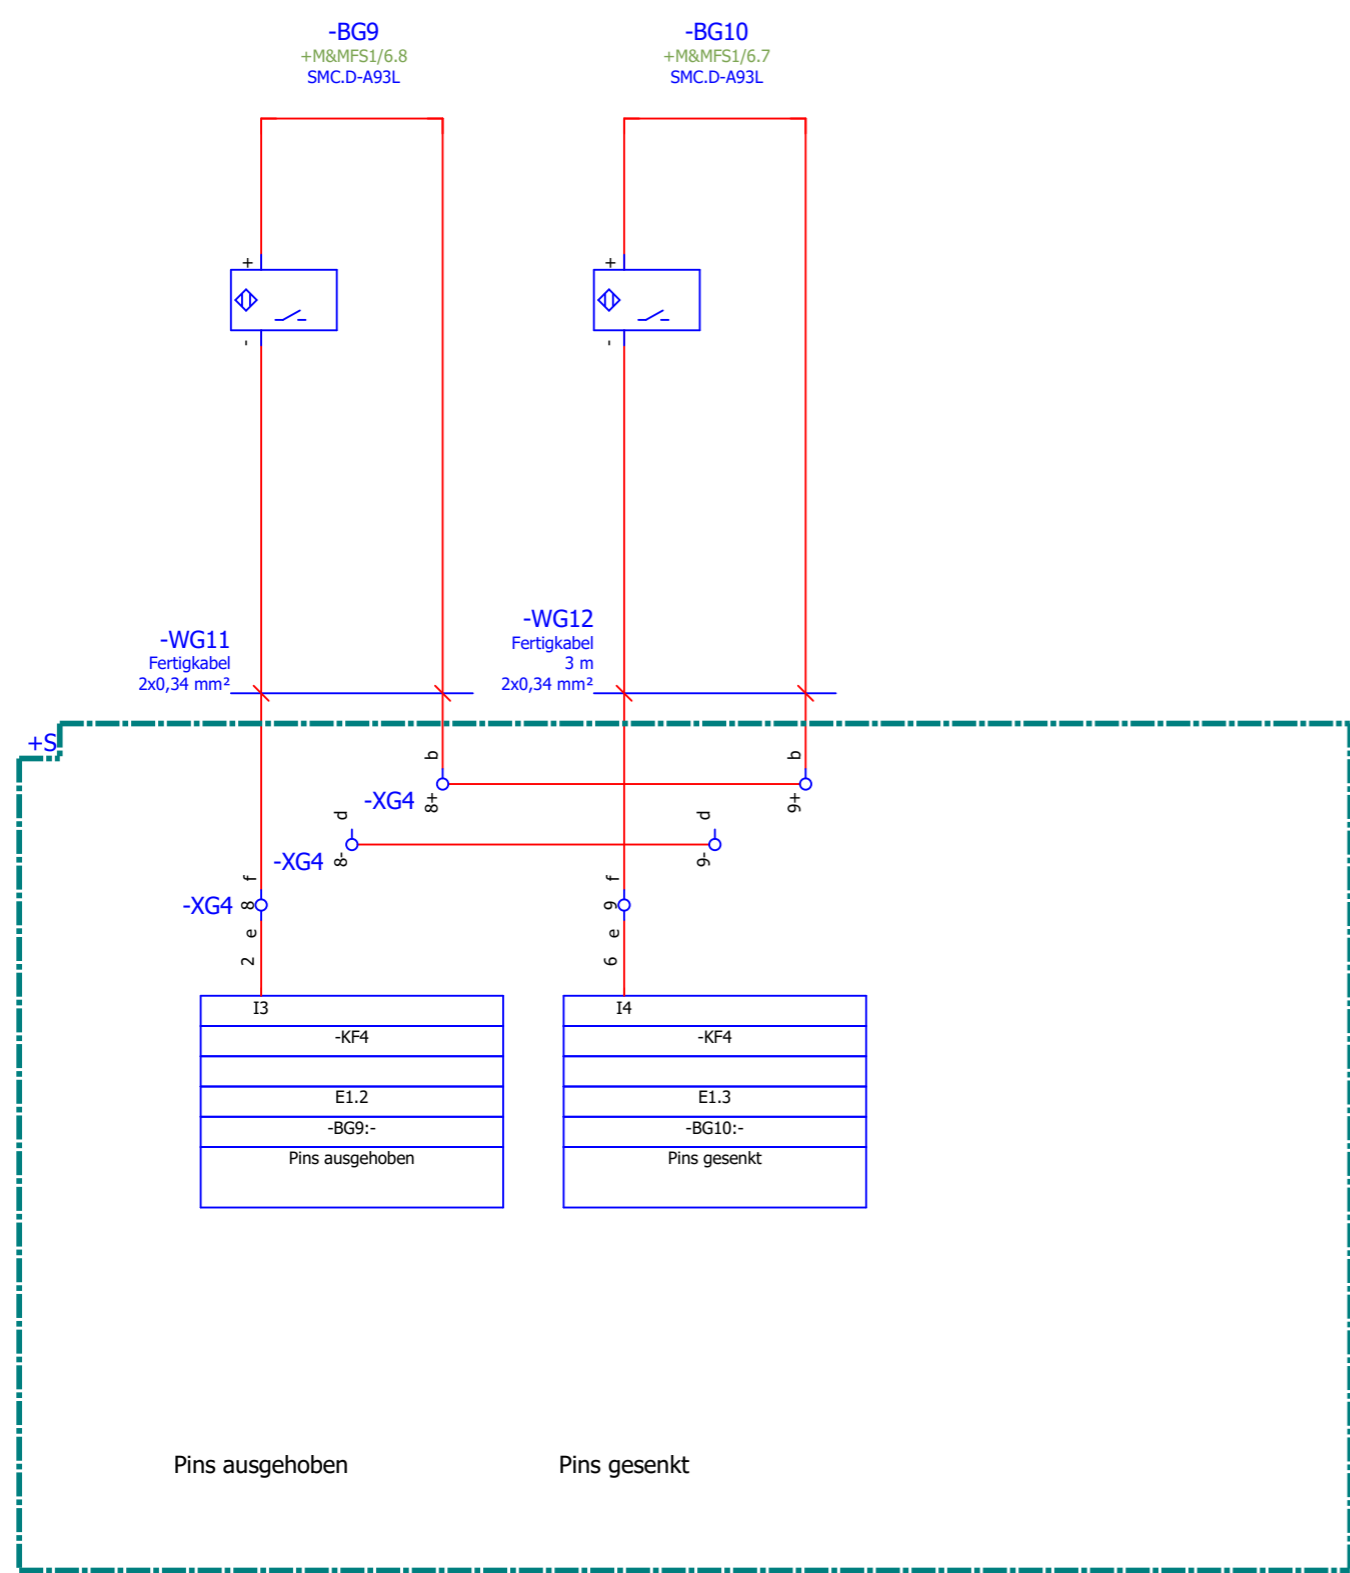 -BG9
+M&MFS1/6.8
SMC.D-A93L
-BG10
+M&MFS1/6.7
SMC.D-A93L
+
-
+
-
-WG11
Fertigkabel
2x0,34 mm²
-WG12
Fertigkabel
3 m
2x0,34 mm²
+S
b
b
-XG4
8+
9+
d
d
-XG4
8-
9-
f
f
-XG4
8
9
e
e
2
6
I3
-KF4
E1.2
-BG9:-
Pins ausgehoben
I4
-KF4
E1.3
-BG10:-
Pins gesenkt
Pins ausgehoben
Pins gesenkt